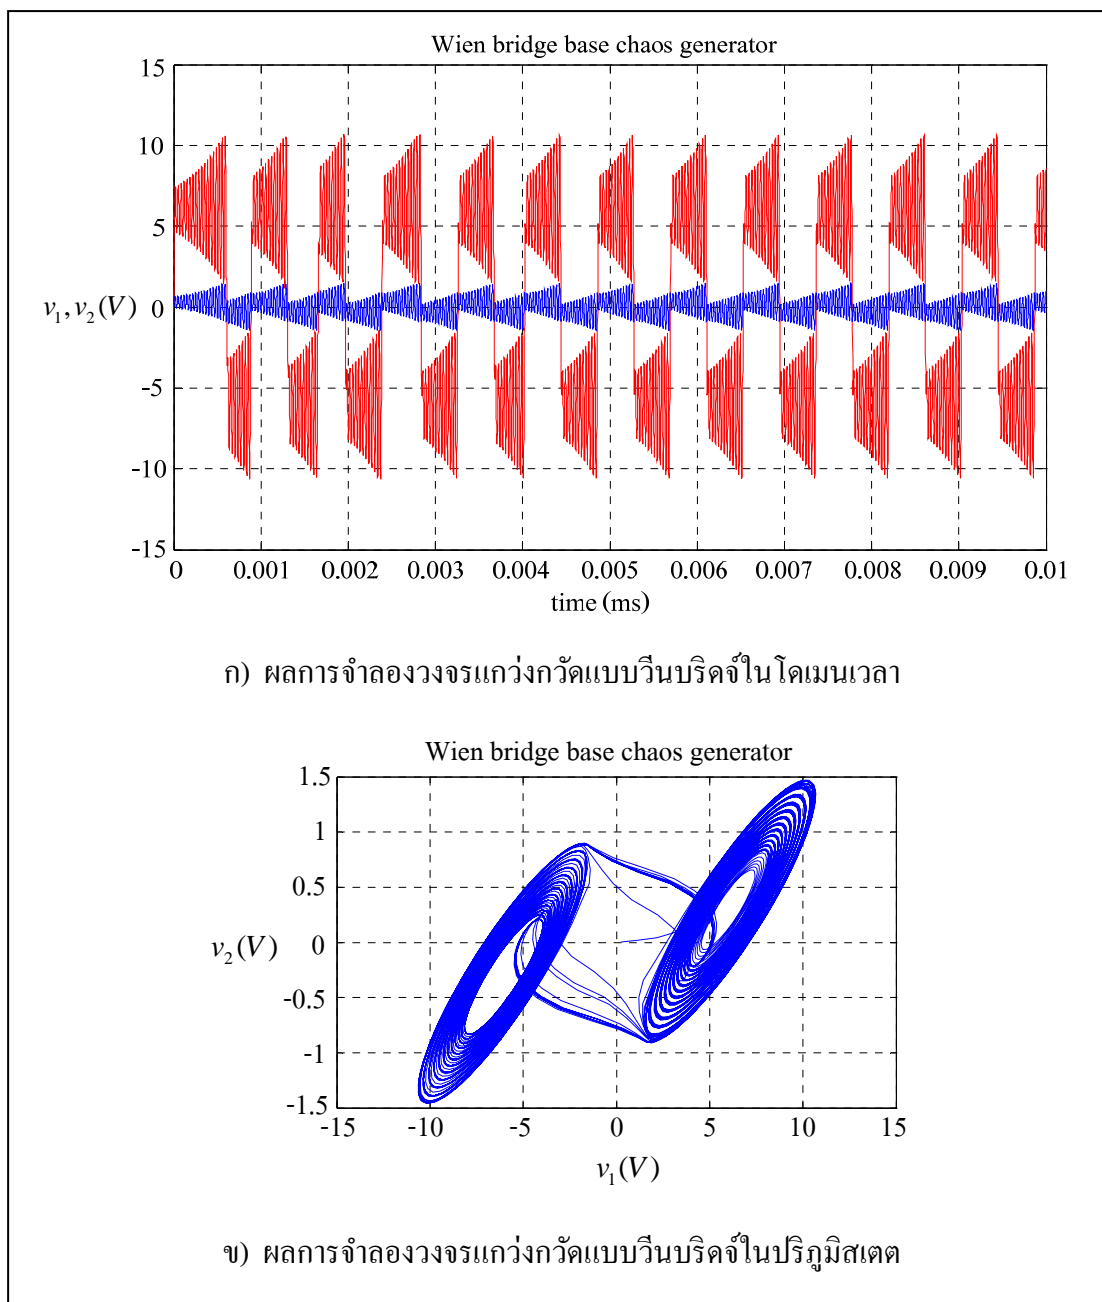 Wien bridge base chaos generator
15
10
5
v₁,v₂(V) 0
-5
-10
-15
0 0.001 0.002 0.003 0.004 0.005 0.006 0.007 0.008 0.009 0.01
time (ms)
ก) ผลการจำลองวงจรแกว่งกวัดแบบวีนบริดจ์ในโดเมนเวลา
Wien bridge base chaos generator
1.5
1
0.5
v₂(V) 0
-0.5
-1
-1.5
-15 -10 -5 0 5 10 15
v₁(V)
ข) ผลการจำลองวงจรแกว่งกวัดแบบวีนบริดจ์ในปริภูมิสเตต